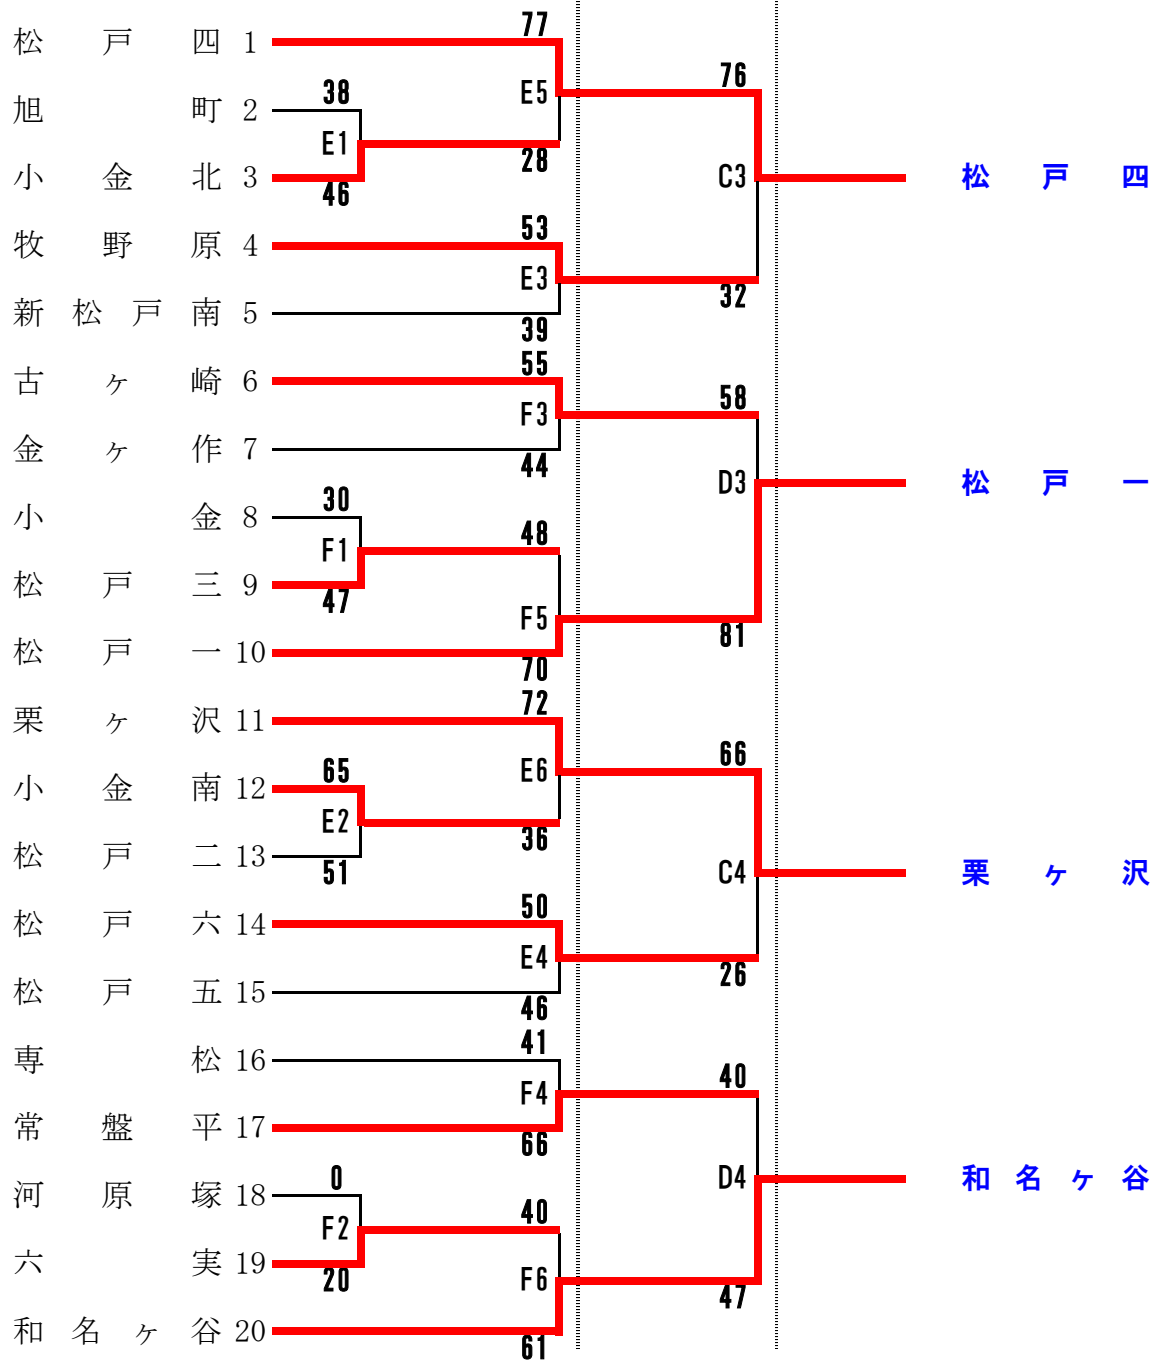 77
松戸四 1
76
38
E5
旭町 2
E1
28
小金北 3
C3
松戸四
46
53
牧野原 4
E3
32
新松戸南 5
39
55
古ヶ崎 6
58
F3
金ヶ作 7
44
D3
松戸一
30
小金 8
48
F1
松戸三 9
47
F5
81
松戸一 10
70
72
栗ヶ沢 11
66
65
E6
小金南 12
E2
36
松戸二 13
51
C4
栗ヶ沢
50
松戸六 14
E4
26
松戸五 15
46
41
専松 16
40
F4
常盤平 17
66
0
D4
和名ヶ谷
河原塚 18
40
F2
六実 19
20
F6
47
和名ヶ谷 20
61